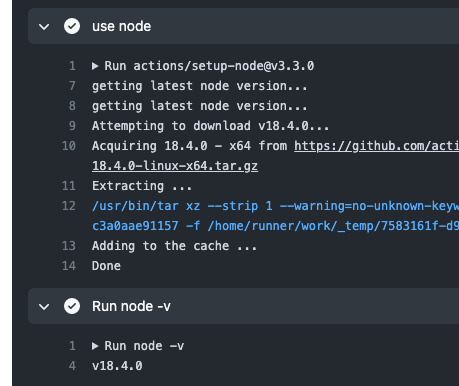 use node
1 Run actions/setup-node@v3.3.0
7 getting latest node version...
8 getting latest node version...
9 Attempting to download v18.4.0...
10 Acquiring 18.4.0 - x64 from https://github.com/acti
18.4.0-linux-x64.tar.gz
11 Extracting ...
12 /usr/bin/tar xz --strip 1 --warning=no-unknown-keyw
c3a0aae91157 -f /home/runner/work/_temp/7583161f-d9
13 Adding to the cache ...
14 Done
Run node -v
1 Run node -v
4 v18.4.0